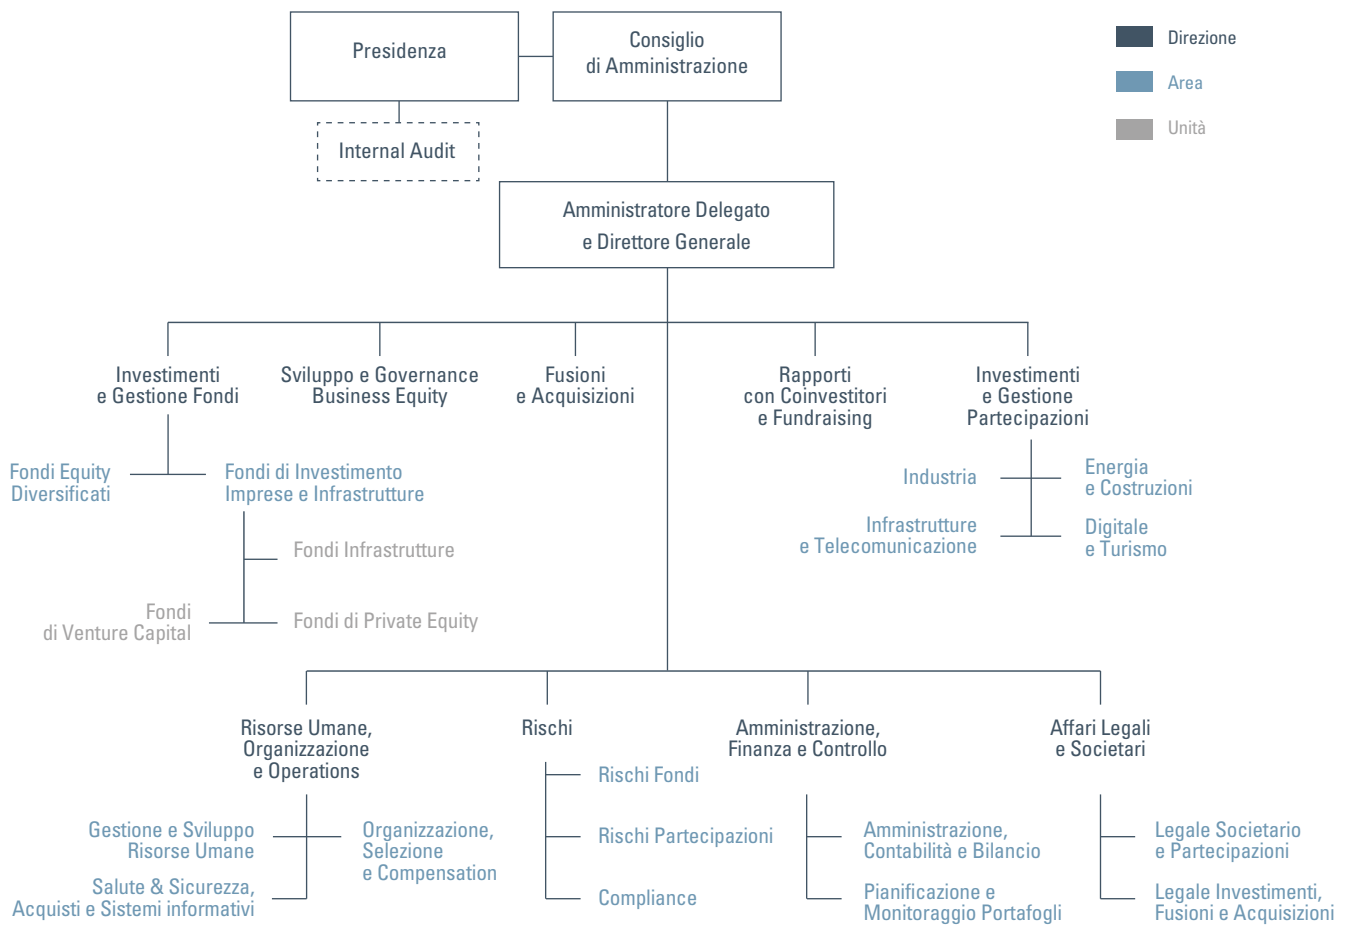 Presidenza
Consiglio
di Amministrazione
Direzione
Area
Unità
Internal Audit
Amministratore Delegato
e Direttore Generale
Investimenti
e Gestione Fondi
Sviluppo e Governance
Business Equity
Fusioni
e Acquisizioni
Rapporti
con Coinvestitori
e Fundraising
Investimenti
e Gestione
Partecipazioni
Fondi Equity
Diversificati
Fondi di Investimento
Imprese e Infrastrutture
Industria
Energia
e Costruzioni
Infrastrutture
e Telecomunicazione
Digitale
e Turismo
Fondi Infrastrutture
Fondi
di Venture Capital
Fondi di Private Equity
Risorse Umane,
Organizzazione
e Operations
Rischi
Amministrazione,
Finanza e Controllo
Affari Legali
e Societari
Gestione e Sviluppo
Risorse Umane
Organizzazione,
Selezione
e Compensation
Salute & Sicurezza,
Acquisti e Sistemi informativi
Rischi Fondi
Rischi Partecipazioni
Compliance
Amministrazione,
Contabilità e Bilancio
Pianificazione e
Monitoraggio Portafogli
Legale Societario
e Partecipazioni
Legale Investimenti,
Fusioni e Acquisizioni